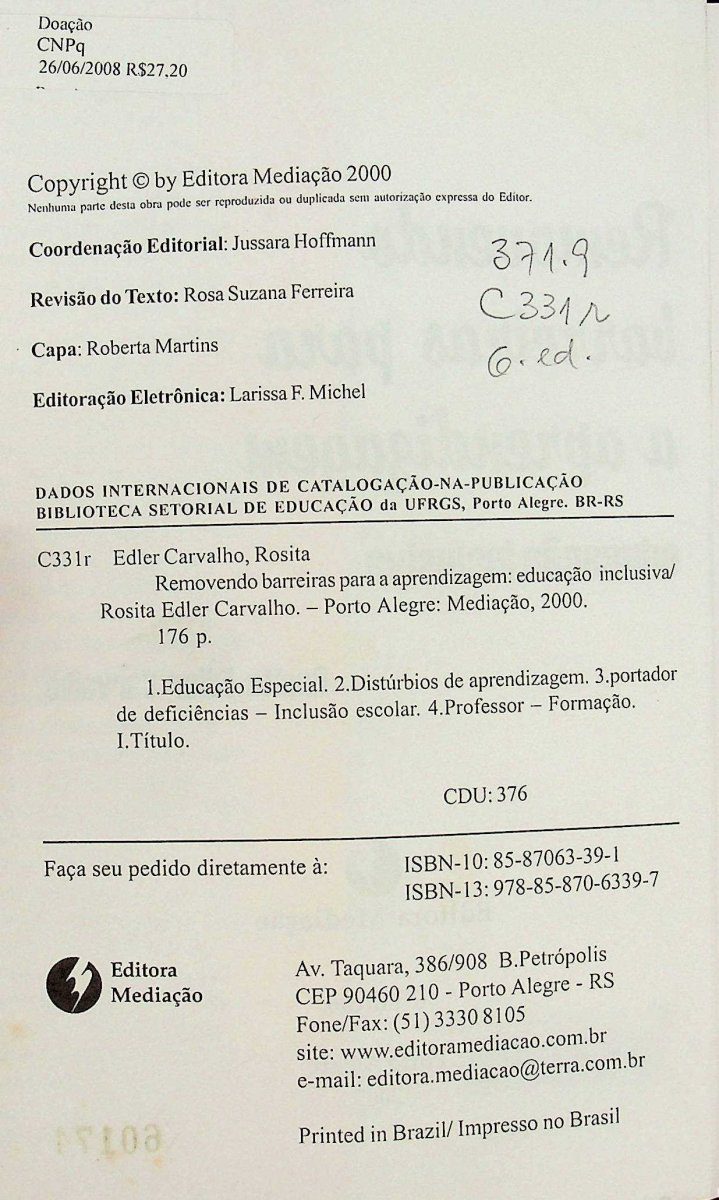 Doação
CNPq
26/06/2008 R$27,20
Copyright © by Editora Mediação 2000
Nenhuma parte desta obra pode ser reproduzida ou duplicada sem autorização expressa do Editor.
Coordenação Editorial: Jussara Hoffmann
Revisão do Texto: Rosa Suzana Ferreira
Capa: Roberta Martins
Editoração Eletrônica: Larissa F. Michel
371.9
C331r
6. ed.
DADOS INTERNACIONAIS DE CATALOGAÇÃO-NA-PUBLICAÇÃO
BIBLIOTECA SETORIAL DE EDUCAÇÃO da UFRGS, Porto Alegre. BR-RS
C331r Edler Carvalho, Rosita
Removendo barreiras para a aprendizagem: educação inclusiva/
Rosita Edler Carvalho. – Porto Alegre: Mediação, 2000.
176 p.
1.Educação Especial. 2.Distúrbios de aprendizagem. 3.portador
de deficiências – Inclusão escolar. 4.Professor – Formação.
I.Título.
CDU: 376
Faça seu pedido diretamente à:
ISBN-10: 85-87063-39-1
ISBN-13: 978-85-870-6339-7
Editora
Mediação
Av. Taquara, 386/908 B.Petrópolis
CEP 90460 210 - Porto Alegre - RS
Fone/Fax: (51) 3330 8105
site: www.editoramediacao.com.br
e-mail: editora.mediacao@terra.com.br
Printed in Brazil/ Impresso no Brasil